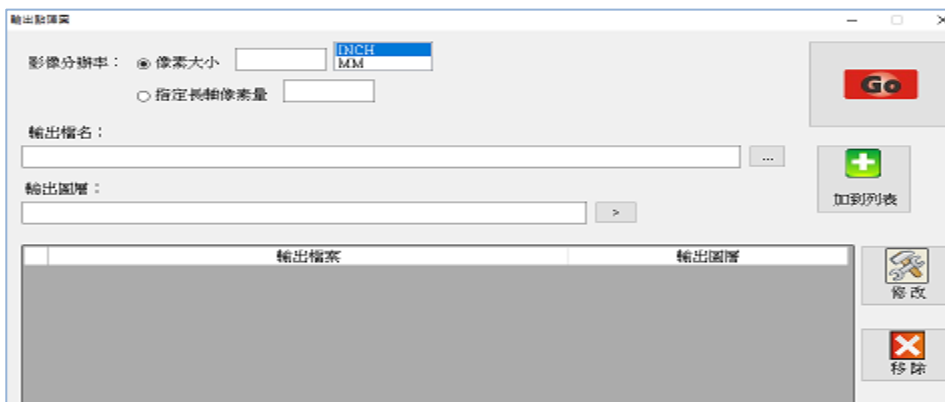 輸出點陣圖
影像分辦率： 像素大小 INCH
MM
Go
指定長軸像素量
輸出檔名：
...
加到列表
輸出圖層：
>
輸出檔案 輸出圖層
修改
移除